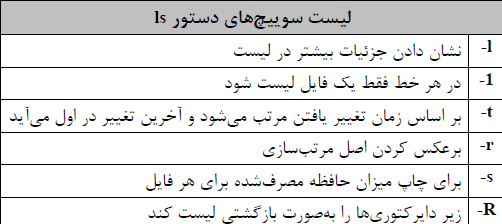 لیست سوییچ‌های دستور ls
-l نشان دادن جزئیات بیشتر در لیست
-1 در هر خط فقط یک فایل لیست شود
-t بر اساس زمان تغییر یافتن مرتب می‌شود و آخرین تغییر در اول می‌آید
-r برعکس کردن اصل مرتب‌سازی
-s برای چاپ میزان حافظه مصرف‌شده برای هر فایل
-R زیر دایرکتوری‌ها را به‌صورت بازگشتی لیست کند